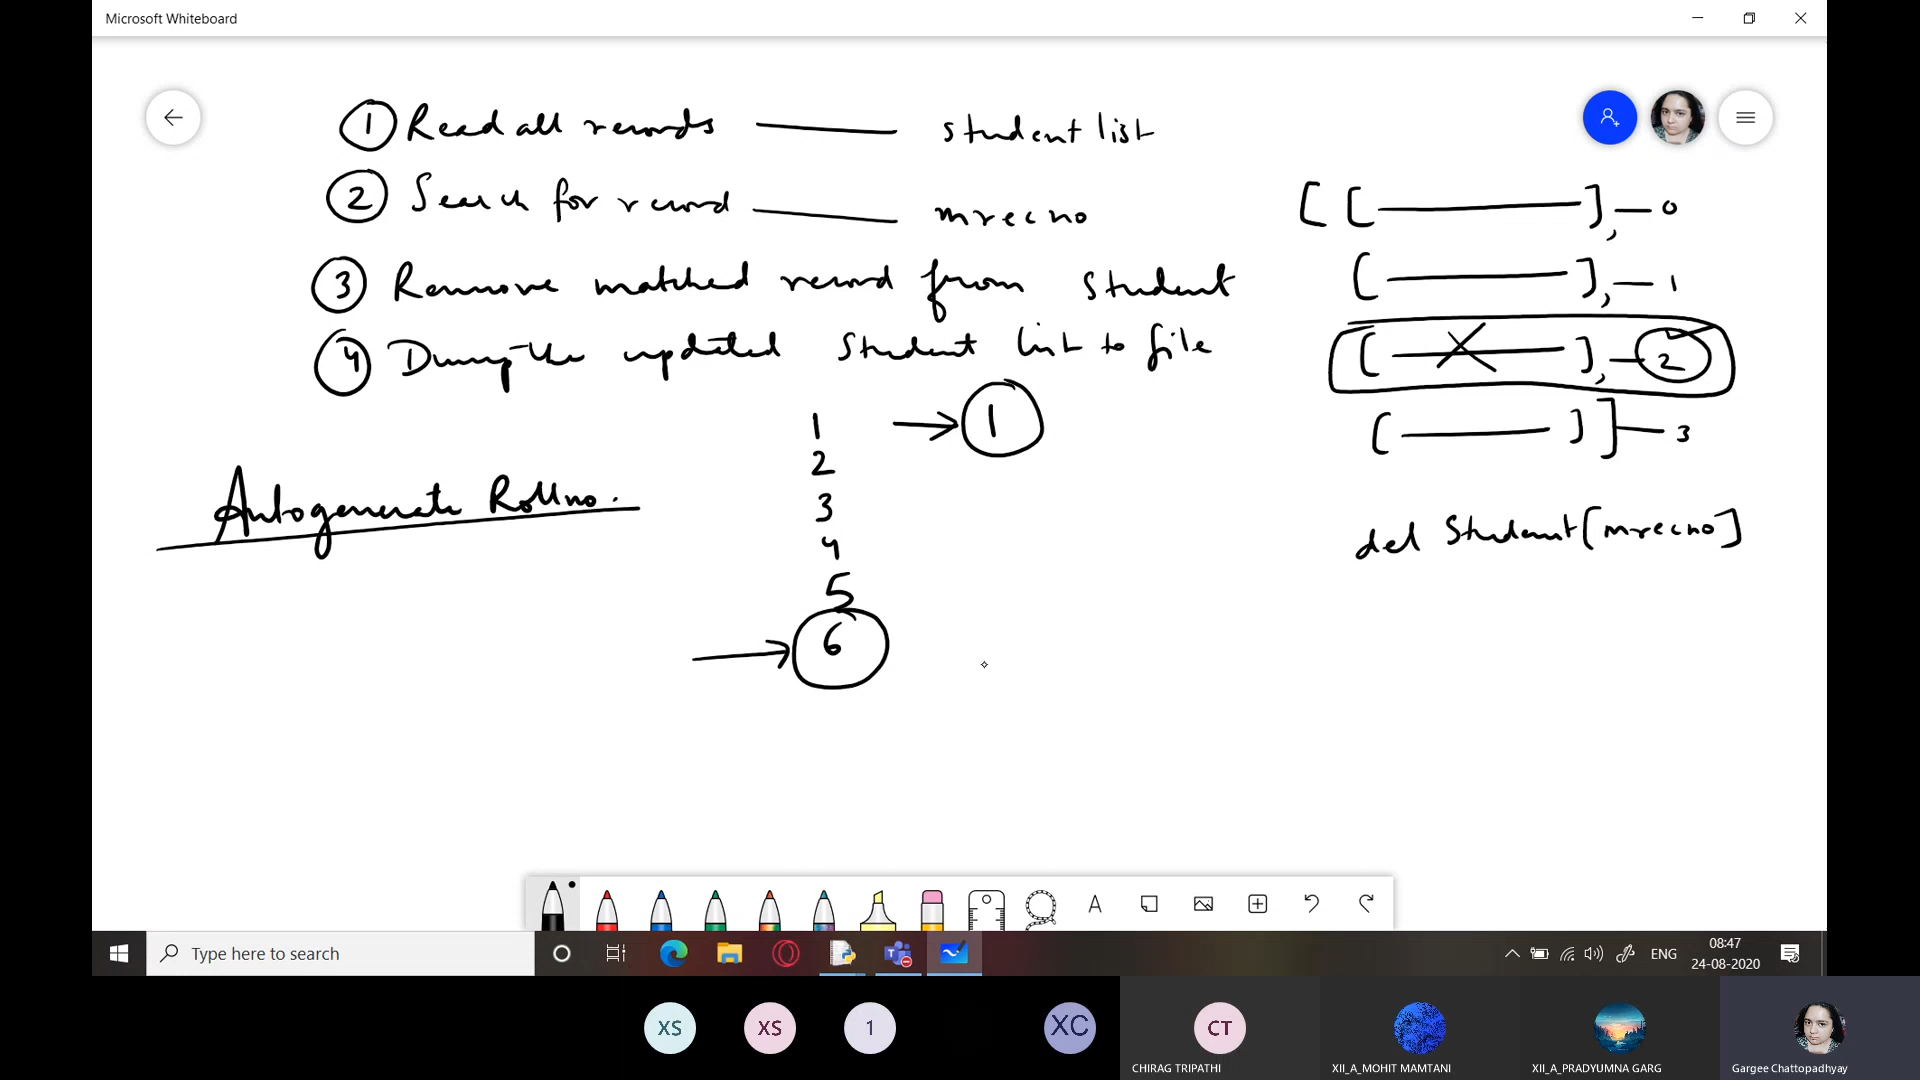 Microsoft Whiteboard
① Read all records —— student list
② Search for record —— mrecno
③ Remove matched record from student
④ Dump the updated student list to file
[ [ —— ], — 0
[ —— ], — 1
[ —— ], — 2
[ —— ] ] — 3
del Student[mrecno]
Autogenerate Rollno.
1 → 1
2
3
4
5
→ 6
A
Type here to search
ENG
08:47
24-08-2020
XS XS 1 XC CT
CHIRAG TRIPATHI XII_A_MOHIT MAMTANI XII_A_PRADYUMNA GARG Gargee Chattopadhyay